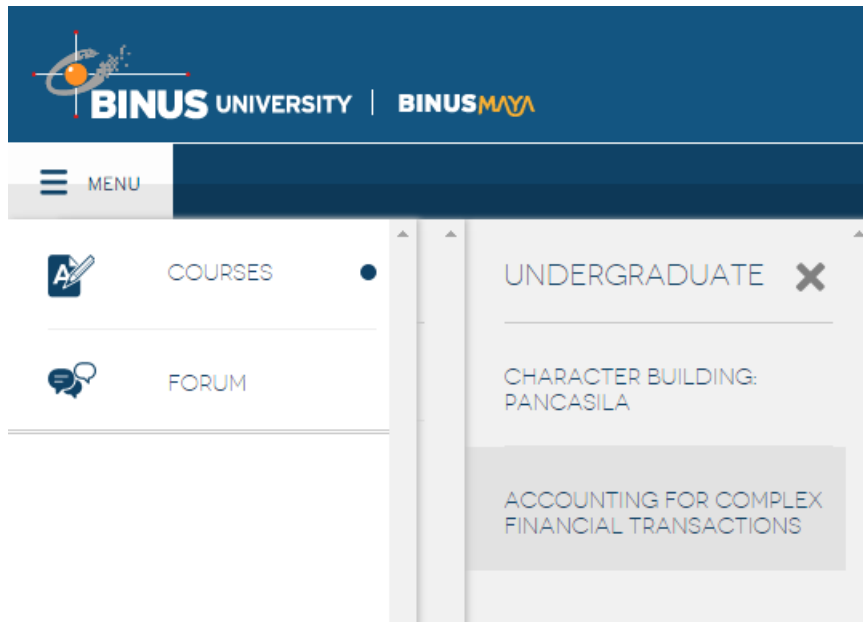 BINUS UNIVERSITY | BINUSMAYA
MENU
COURSES
FORUM
UNDERGRADUATE
CHARACTER BUILDING:
PANCASILA
ACCOUNTING FOR COMPLEX
FINANCIAL TRANSACTIONS